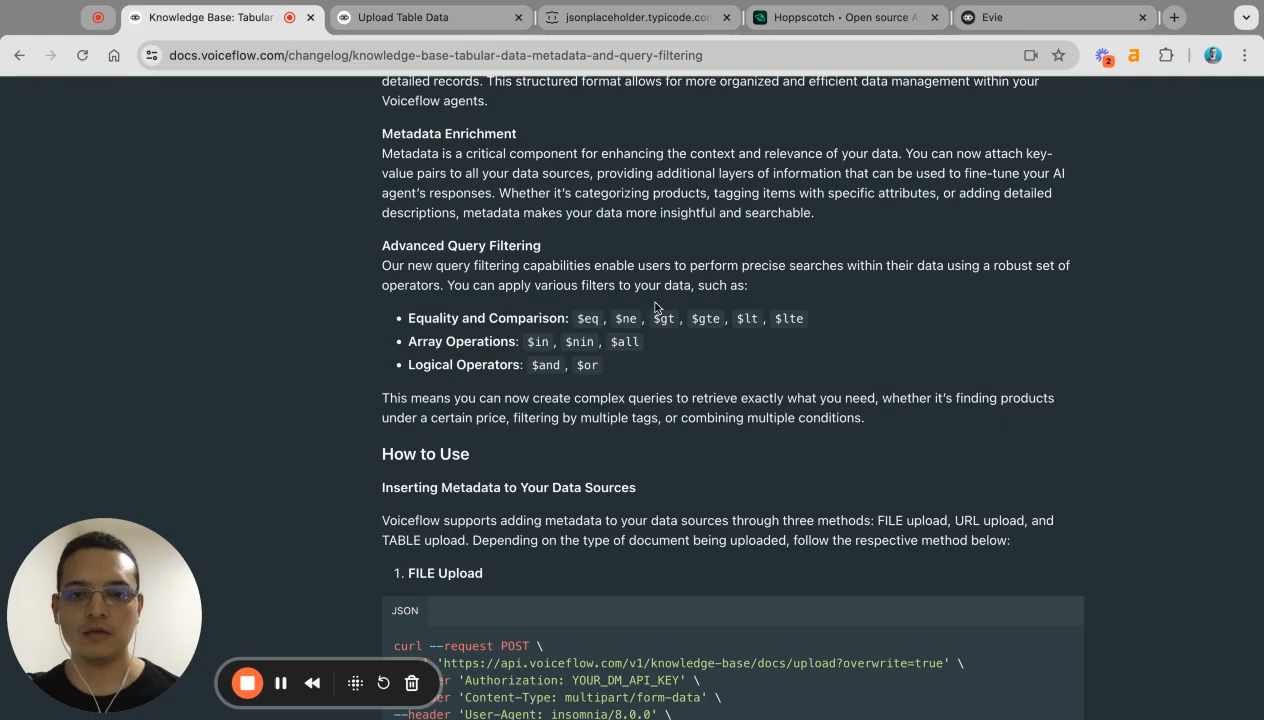 Knowledge Base: Tabular
Upload Table Data
jsonplaceholder.typicode.co
Hoppscotch • Open source A
Evie
docs.voiceflow.com/changelog/knowledge-base-tabular-data-metadata-and-query-filtering
2
detailed records. This structured format allows for more organized and efficient data management within your
Voiceflow agents.
Metadata Enrichment
Metadata is a critical component for enhancing the context and relevance of your data. You can now attach key-
value pairs to all your data sources, providing additional layers of information that can be used to fine-tune your AI
agent's responses. Whether it's categorizing products, tagging items with specific attributes, or adding detailed
descriptions, metadata makes your data more insightful and searchable.
Advanced Query Filtering
Our new query filtering capabilities enable users to perform precise searches within their data using a robust set of
operators. You can apply various filters to your data, such as:
• Equality and Comparison: $eq, $ne, $gt, $gte, $lt, $lte
• Array Operations: $in, $nin, $all
• Logical Operators: $and, $or
This means you can now create complex queries to retrieve exactly what you need, whether it's finding products
under a certain price, filtering by multiple tags, or combining multiple conditions.
How to Use
Inserting Metadata to Your Data Sources
Voiceflow supports adding metadata to your data sources through three methods: FILE upload, URL upload, and
TABLE upload. Depending on the type of document being uploaded, follow the respective method below:
1. FILE Upload
JSON
curl --request POST \
'https://api.voiceflow.com/v1/knowledge-base/docs/upload?overwrite=true' \
'Authorization: YOUR_DM_API_KEY' \
'Content-Type: multipart/form-data' \
--header 'User-Agent: insomnia/8.0.0' \